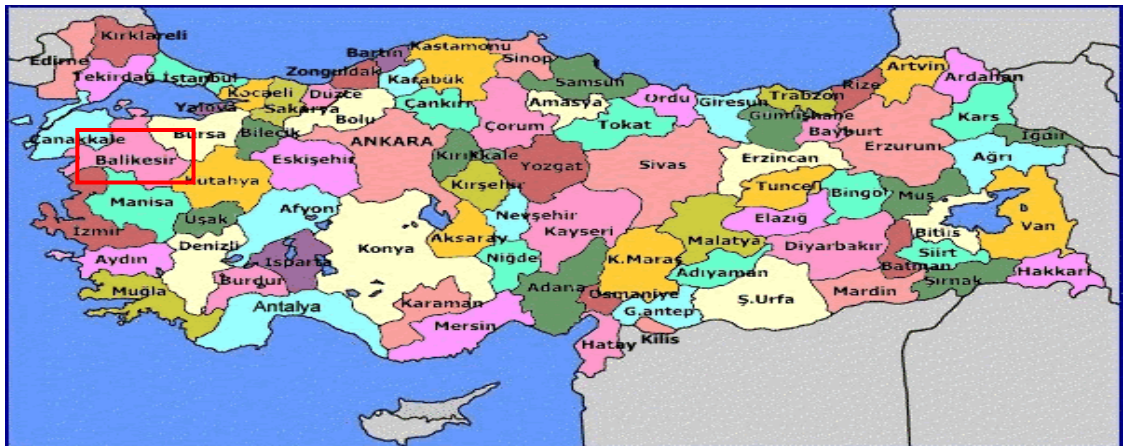 Kırklareli
Edirne
Tekirdağ
İstanbul
Kocaeli
Yalova
Sakarya
Düzce
Zonguldak
Bartın
Karabük
Kastamonu
Sinop
Samsun
Çankırı
Bolu
Amasya
Ordu
Giresun
Trabzon
Rize
Artvin
Ardahan
Kars
Iğdır
Gümüşhane
Bayburt
Erzurum
Ağrı
Çanakkale
Bursa
Bilecik
Balikesir
Eskişehir
ANKARA
Çorum
Tokat
Kırıkkale
Yozgat
Sivas
Erzincan
Kutahya
Manisa
Uşak
Afyon
Kırşehir
Nevşehir
Kayseri
Malatya
Elazığ
Tunceli
Bingöl
Muş
Bitlis
Van
İzmir
Aydın
Denizli
Isparta
Burdur
Konya
Aksaray
Niğde
Adana
K.Maraş
Adıyaman
Diyarbakır
Batman
Siirt
Şırnak
Hakkari
Muğla
Antalya
Karaman
Mersin
Osmaniye
G.antep
Ş.Urfa
Mardin
Hatay
Kilis